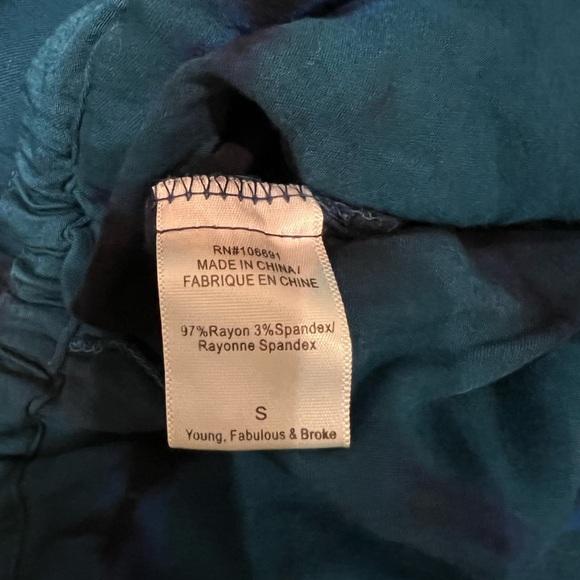 RN#106691
MADE IN CHINA/
FABRIQUE EN CHINE
97%Rayon 3%Spandex/
Rayonne Spandex
S
Young, Fabulous & Broke